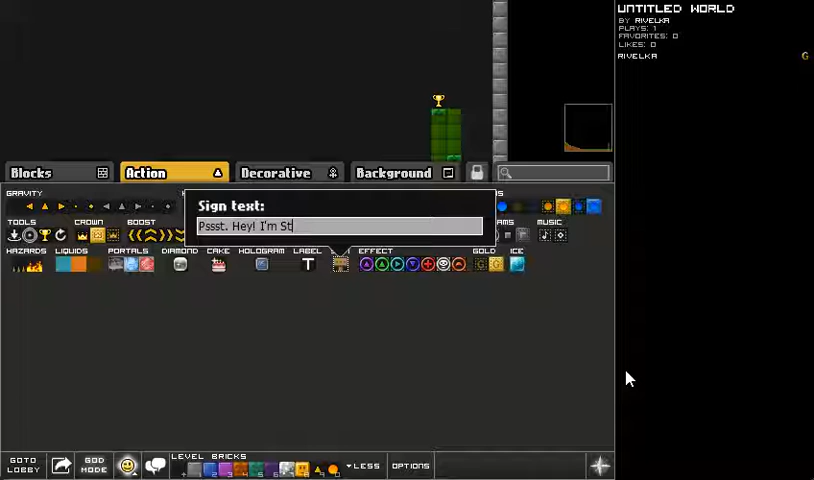 UNTITLED WORLD
BY RIVELKA
PLAYS: 1
FAVORITES: 0
LIKES: 0
RIVELKA G
Blocks Action Decorative Background
GRAVITY
Sign text:
Pssst. Hey! I'm St
TOOLS CROWN BOOST MUSIC
HAZARDS LIQUIDS PORTALS DIAMOND CAKE HOLOGRAM LABEL EFFECT GOLD ICE
T
GOTO LOBBY GOD MODE LEVEL BRICKS LESS OPTIONS